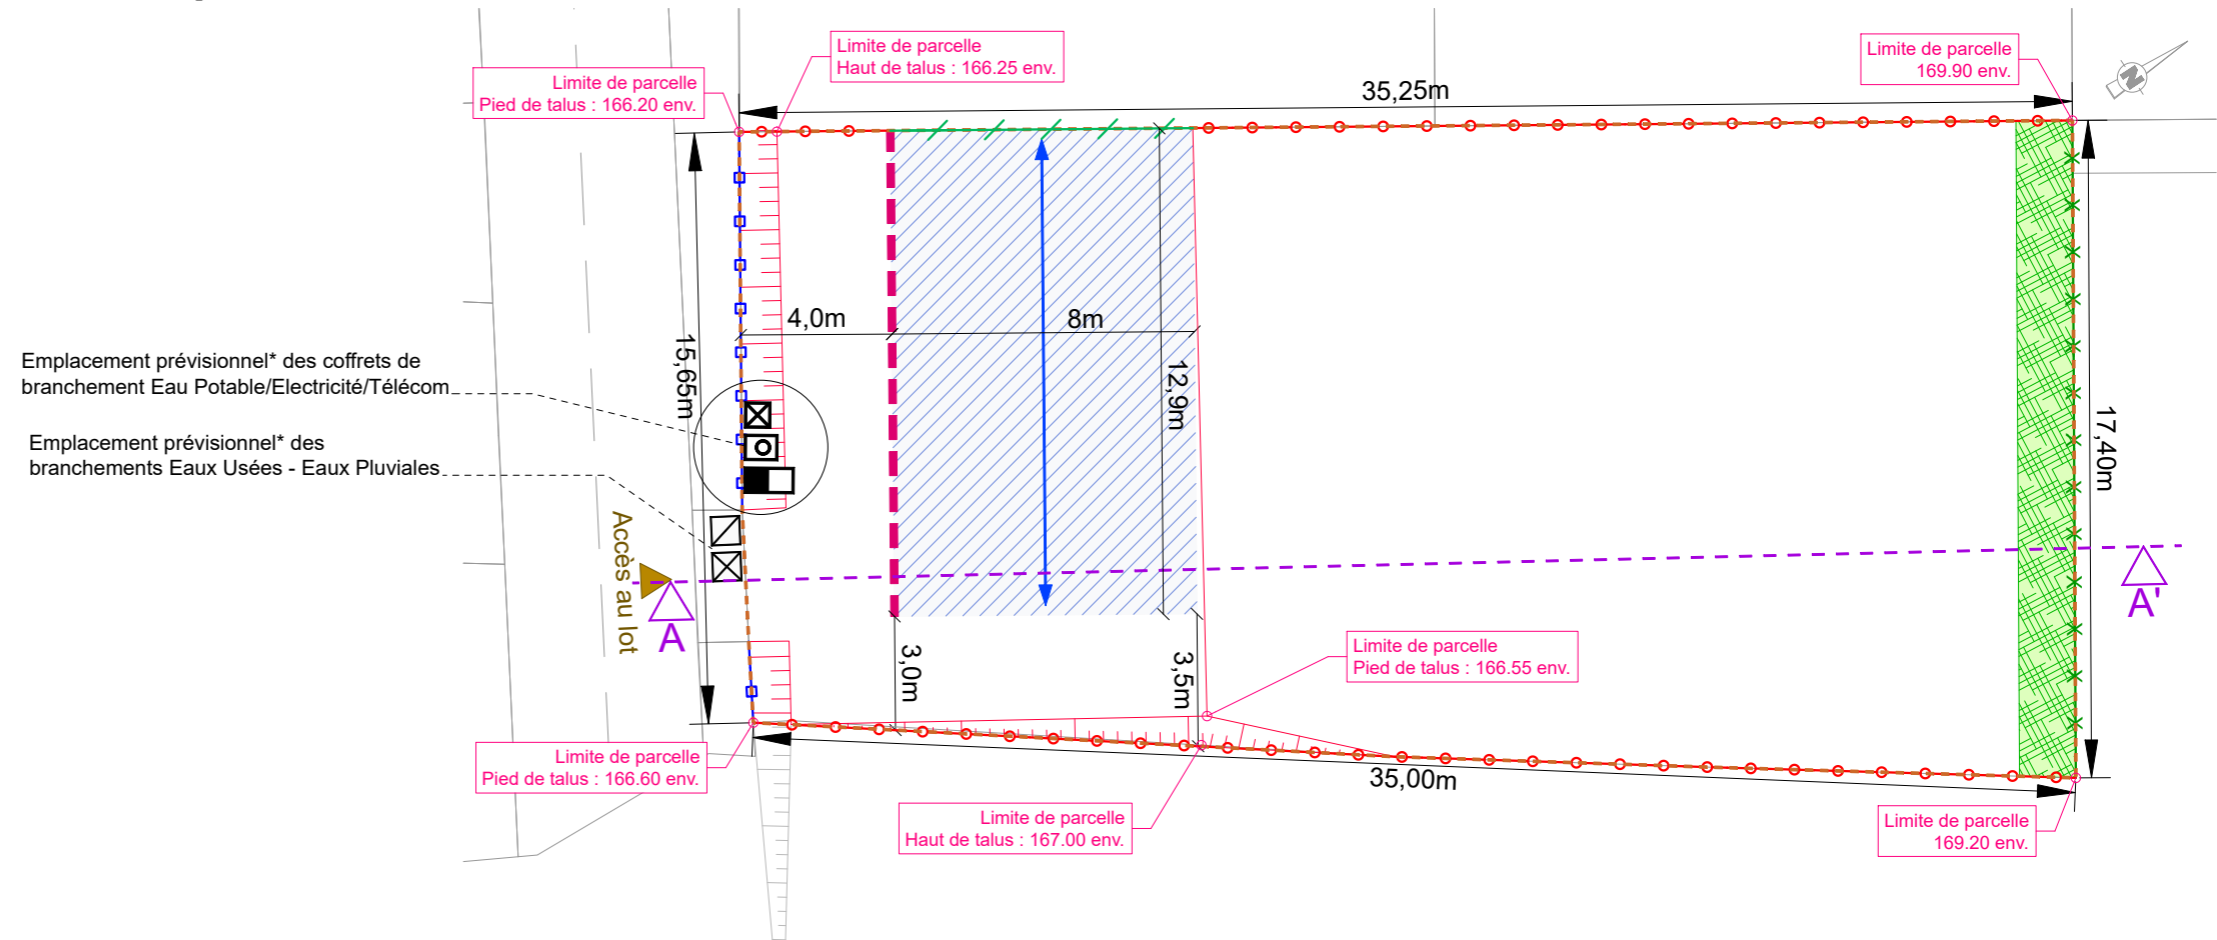 Limite de parcelle
Haut de talus : 166.25 env.
Limite de parcelle
169.90 env.
Limite de parcelle
Pied de talus : 166.20 env.
35,25m
N
4,0m
8m
15,65m
12,9m
17,40m
Emplacement prévisionnel* des coffrets de
branchement Eau Potable/Electricité/Télécom
Emplacement prévisionnel* des
branchements Eaux Usées - Eaux Pluviales
Accès au lot
A
A'
3,0m
3,5m
Limite de parcelle
Pied de talus : 166.55 env.
Limite de parcelle
Pied de talus : 166.60 env.
35,00m
Limite de parcelle
Haut de talus : 167.00 env.
Limite de parcelle
169.20 env.